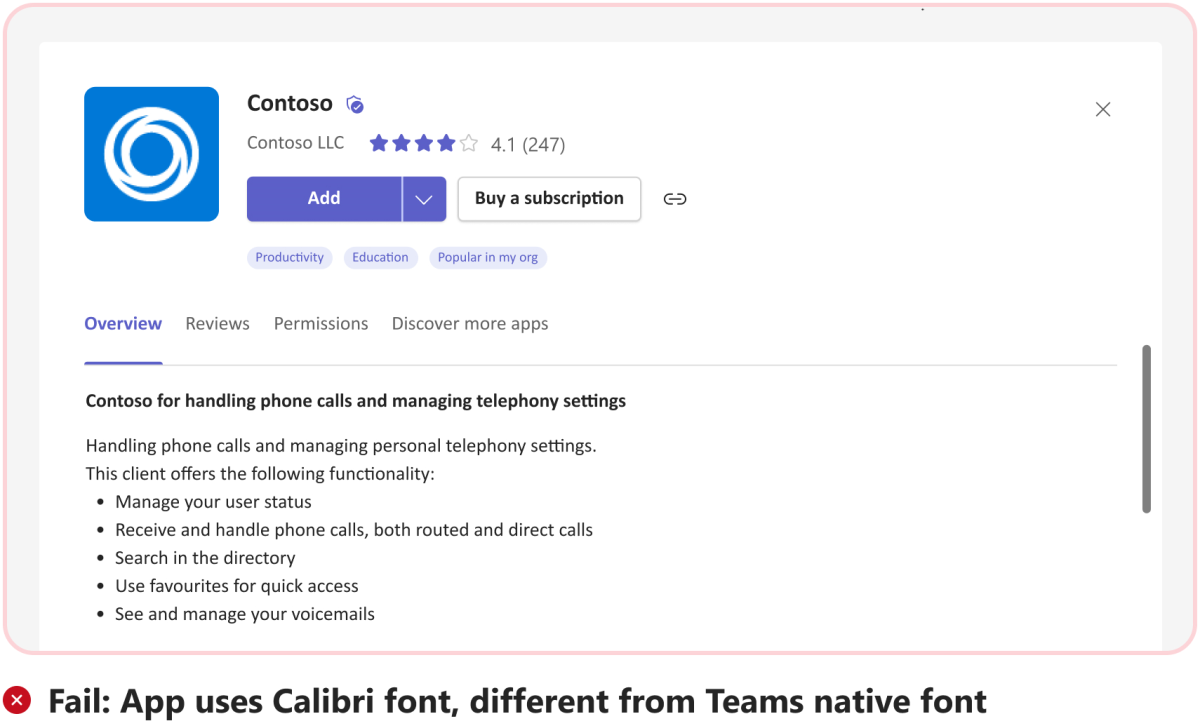 Contoso
Contoso LLC 4.1 (247)
Add Buy a subscription
Productivity Education Popular in my org
Overview Reviews Permissions Discover more apps
Contoso for handling phone calls and managing telephony settings
Handling phone calls and managing personal telephony settings.
This client offers the following functionality:
• Manage your user status
• Receive and handle phone calls, both routed and direct calls
• Search in the directory
• Use favourites for quick access
• See and manage your voicemails
Fail: App uses Calibri font, different from Teams native font